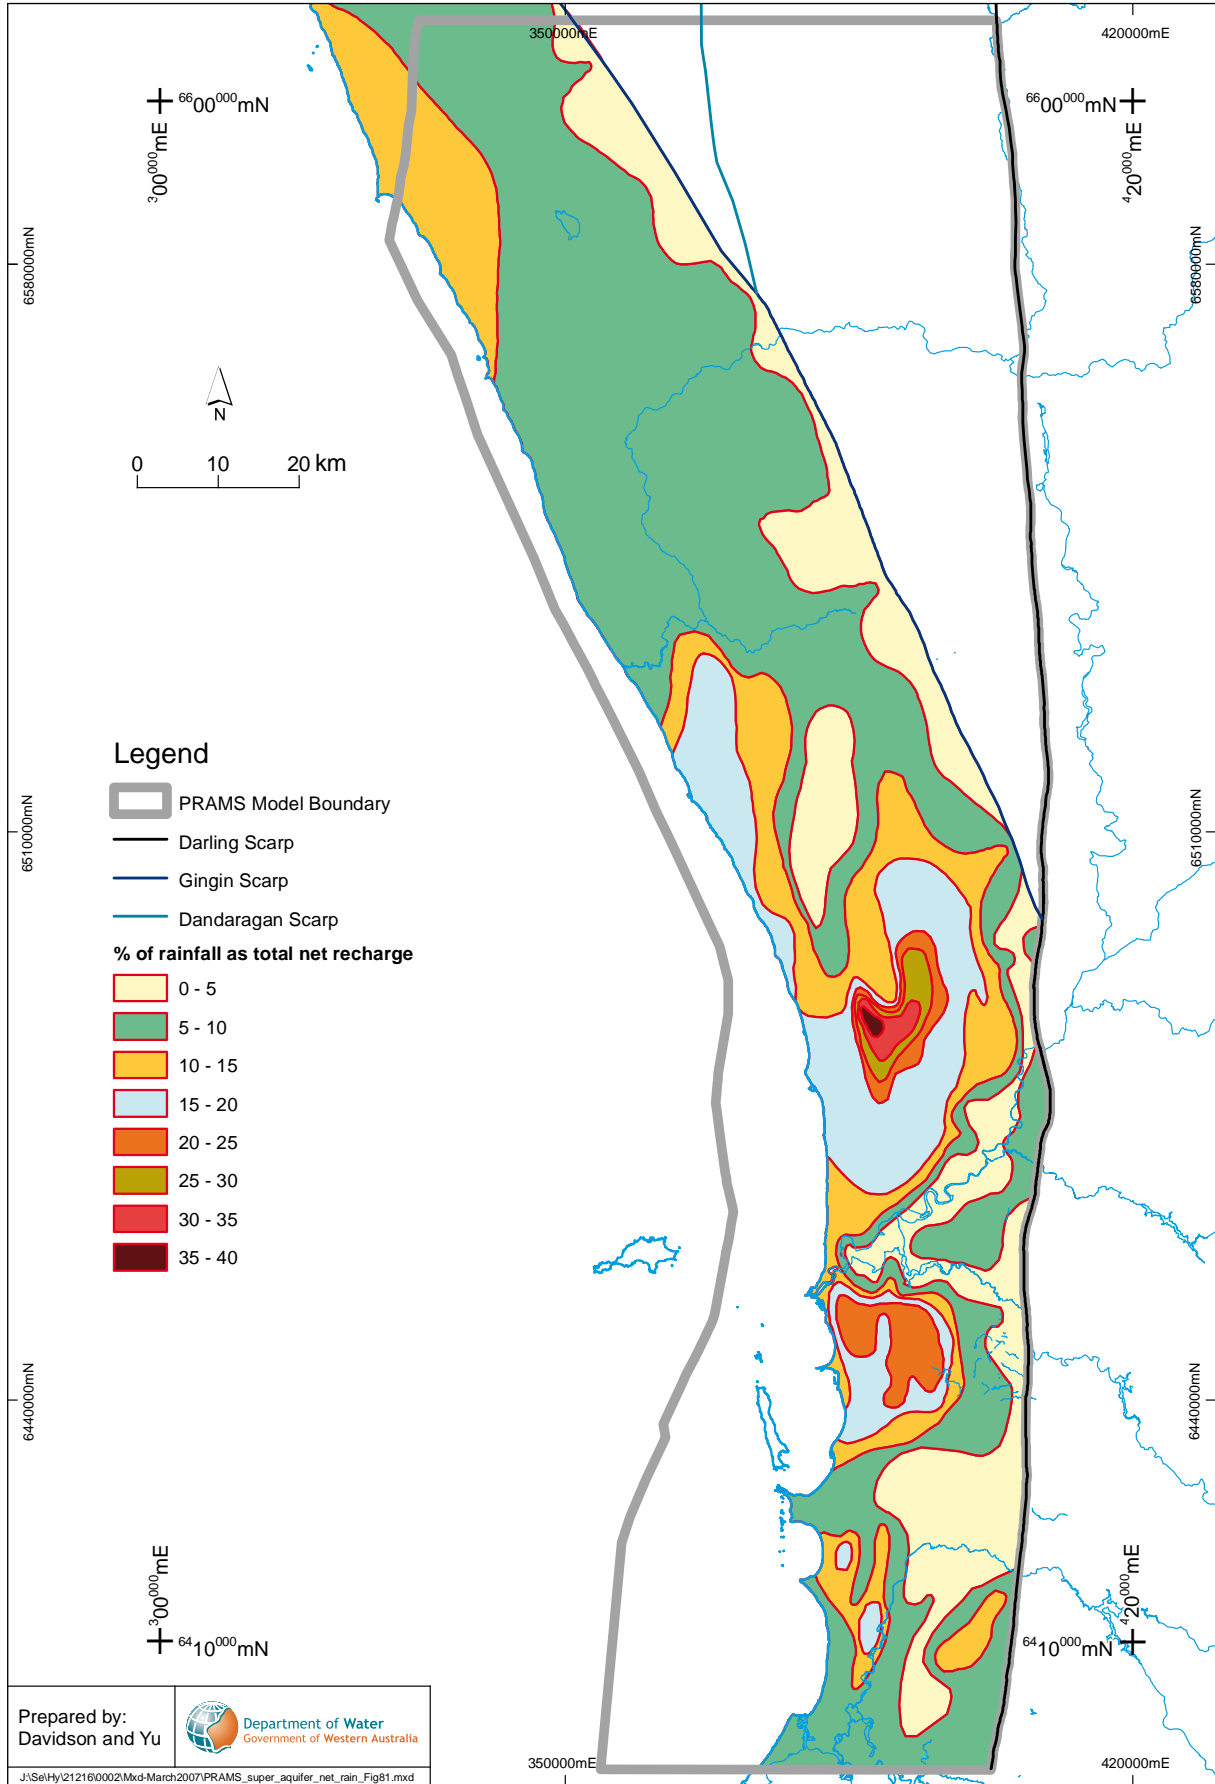 350000mE
420000mE
6600000mN
6600000mN
300000mE
420000mE
6580000mN
6580000mN
N
0 10 20 km
Legend
PRAMS Model Boundary
Darling Scarp
Gingin Scarp
Dandaragan Scarp
% of rainfall as total net recharge
0 - 5
5 - 10
10 - 15
15 - 20
20 - 25
25 - 30
30 - 35
35 - 40
6510000mN
6510000mN
6440000mN
6440000mN
300000mE
420000mE
6410000mN
6410000mN
Prepared by:
Davidson and Yu
Department of Water
Government of Western Australia
350000mE
420000mE
J:\Se\Hy\21216\0002\Mxd-March2007\PRAMS_super_aquifer_net_rain_Fig81.mxd